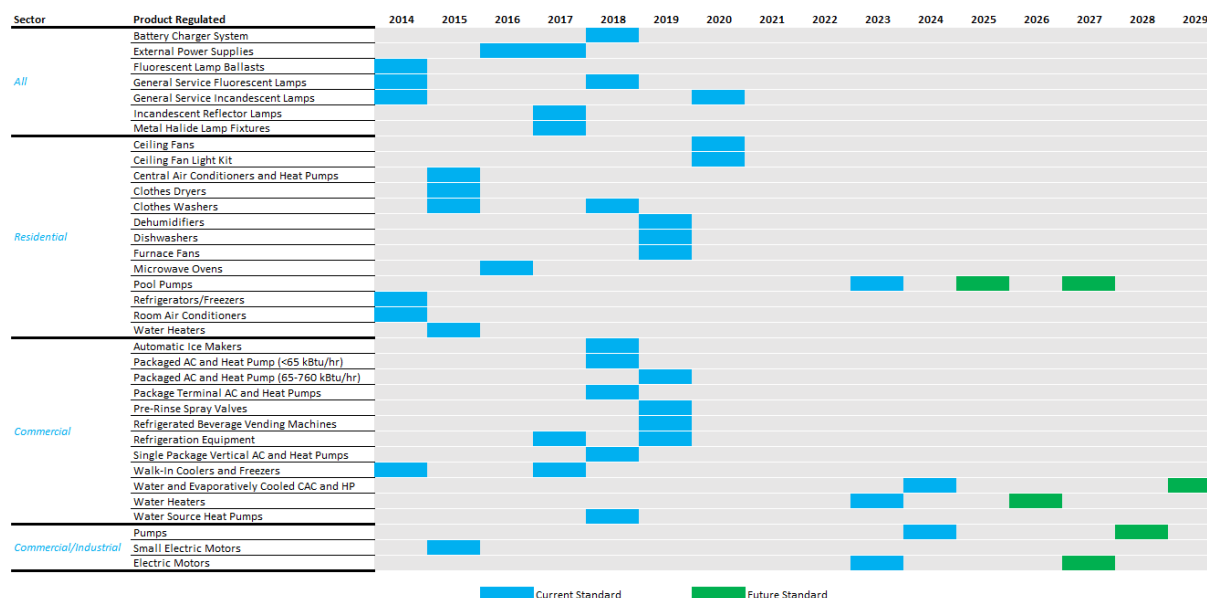 Sector Product Regulated 2014 2015 2016 2017 2018 2019 2020 2021 2022 2023 2024 2025 2026 2027 2028 2029
Battery Charger System
External Power Supplies
Fluorescent Lamp Ballasts
All General Service Fluorescent Lamps
General Service Incandescent Lamps
Incandescent Reflector Lamps
Metal Halide Lamp Fixtures
Ceiling Fans
Ceiling Fan Light Kit
Central Air Conditioners and Heat Pumps
Clothes Dryers
Clothes Washers
Dehumidifiers
Residential Dishwashers
Furnace Fans
Microwave Ovens
Pool Pumps
Refrigerators/Freezers
Room Air Conditioners
Water Heaters
Automatic Ice Makers
Packaged AC and Heat Pump (<65 kBtu/hr)
Packaged AC and Heat Pump (65-760 kBtu/hr)
Package Terminal AC and Heat Pumps
Pre-Rinse Spray Valves
Commercial Refrigerated Beverage Vending Machines
Refrigeration Equipment
Single Package Vertical AC and Heat Pumps
Walk-In Coolers and Freezers
Water and Evaporatively Cooled CAC and HP
Water Heaters
Water Source Heat Pumps
Pumps
Commercial/Industrial Small Electric Motors
Electric Motors
Current Standard Future Standard